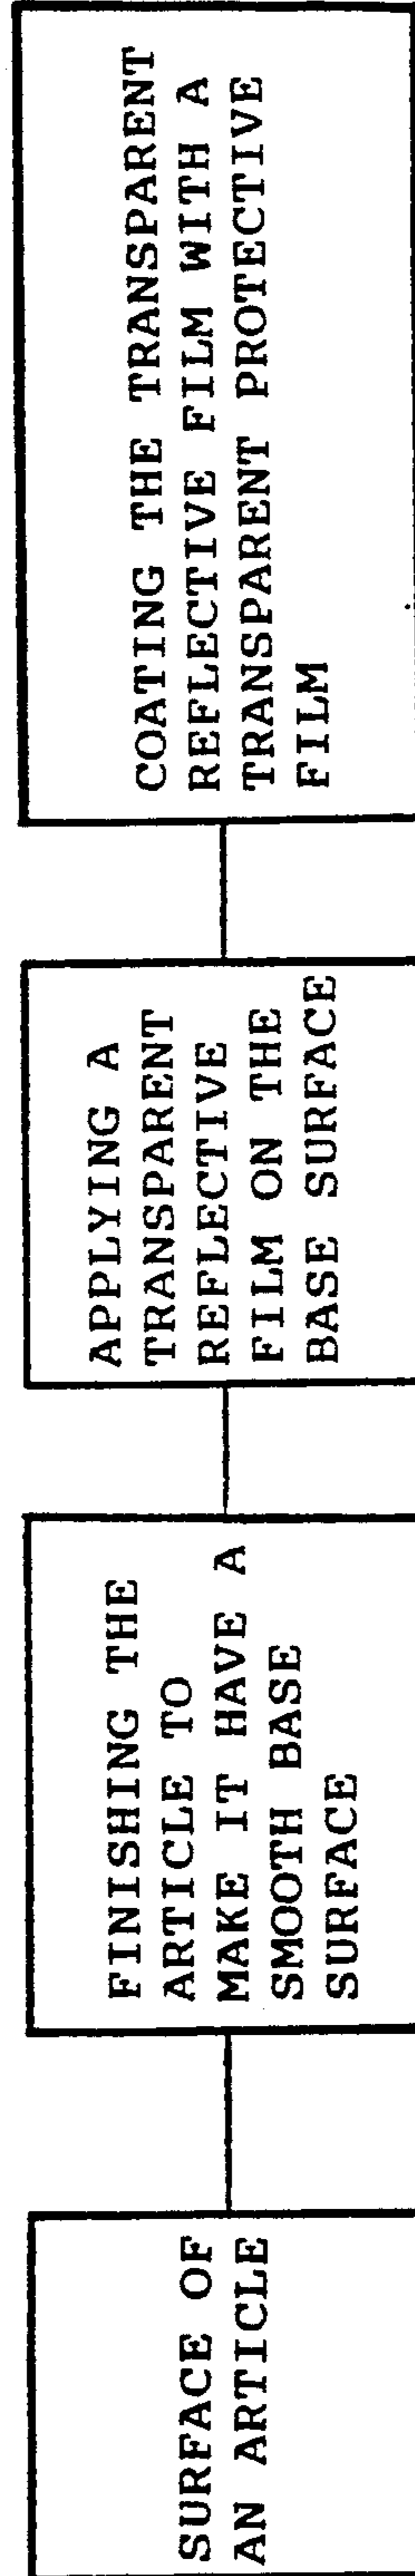 SURFACE OF
AN ARTICLE
FINISHING THE
ARTICLE TO
MAKE IT HAVE A
SMOOTH BASE
SURFACE
APPLYING A
TRANSPARENT
REFLECTIVE
FILM ON THE
BASE SURFACE
COATING THE TRANSPARENT
REFLECTIVE FILM WITH A
TRANSPARENT PROTECTIVE
FILM